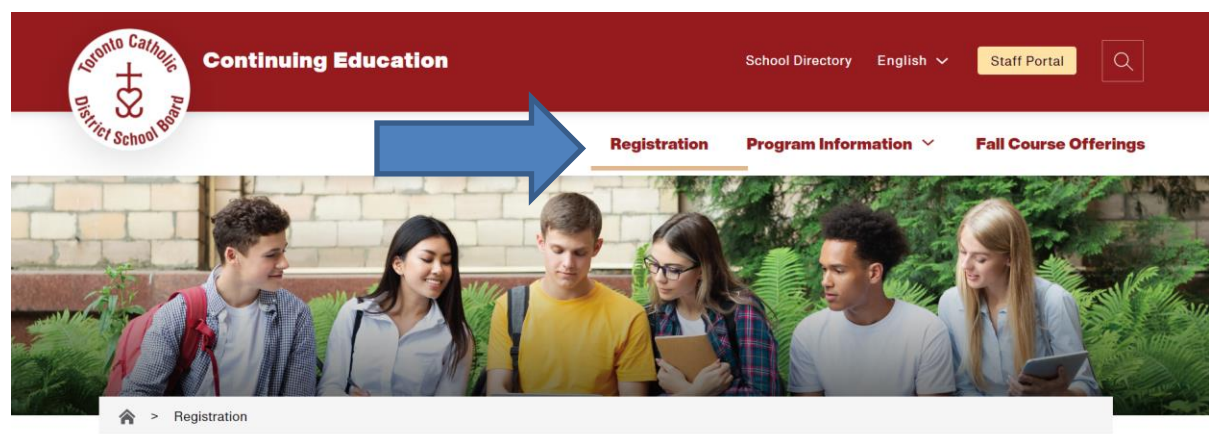 Toronto Catholic
District School Board
Continuing Education
School Directory English Staff Portal
Registration Program Information Fall Course Offerings
> Registration